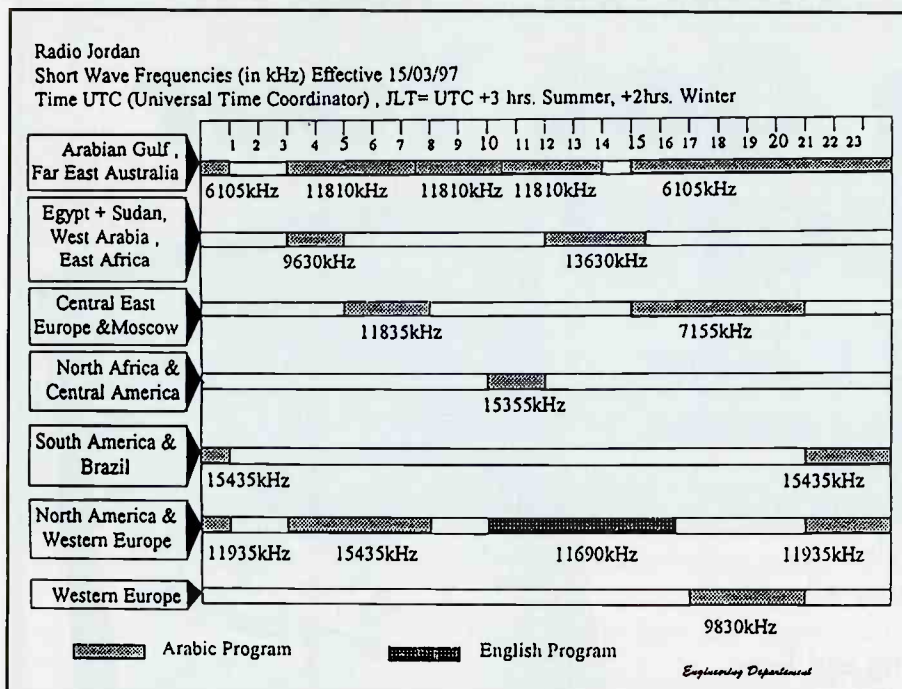 Radio Jordan
Short Wave Frequencies (in kHz) Effective 15/03/97
Time UTC (Universal Time Coordinator) , JLT= UTC +3 hrs. Summer, +2hrs. Winter
1 2 3 4 5 6 7 8 9 10 11 12 13 14 15 16 17 18 19 20 21 22 23
Arabian Gulf ,
Far East Australia
6105kHz 11810kHz 11810kHz 11810kHz 6105kHz
Egypt + Sudan,
West Arabia ,
East Africa
9630kHz 13630kHz
Central East
Europe &Moscow
11835kHz 7155kHz
North Africa &
Central America
15355kHz
South America &
Brazil
15435kHz 15435kHz
North America &
Western Europe
11935kHz 15435kHz 11690kHz 11935kHz
Western Europe
9830kHz
Arabic Program English Program
Engineering Departement